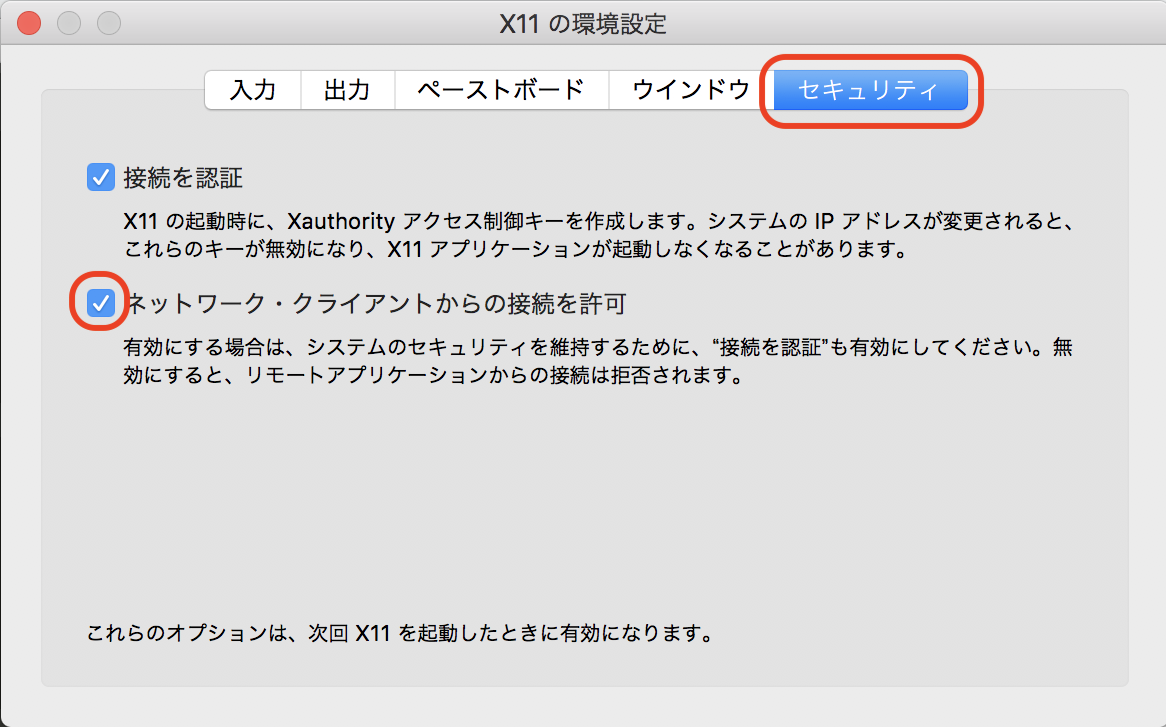 X11 の環境設定
入力 出力 ペーストボード ウインドウ セキュリティ
接続を認証
X11 の起動時に、Xauthority アクセス制御キーを作成します。システムの IP アドレスが変更されると、
これらのキーが無効になり、X11 アプリケーションが起動しなくなることがあります。
ネットワーク・クライアントからの接続を許可
有効にする場合は、システムのセキュリティを維持するために、“接続を認証”も有効にしてください。無
効にすると、リモートアプリケーションからの接続は拒否されます。
これらのオプションは、次回 X11 を起動したときに有効になります。